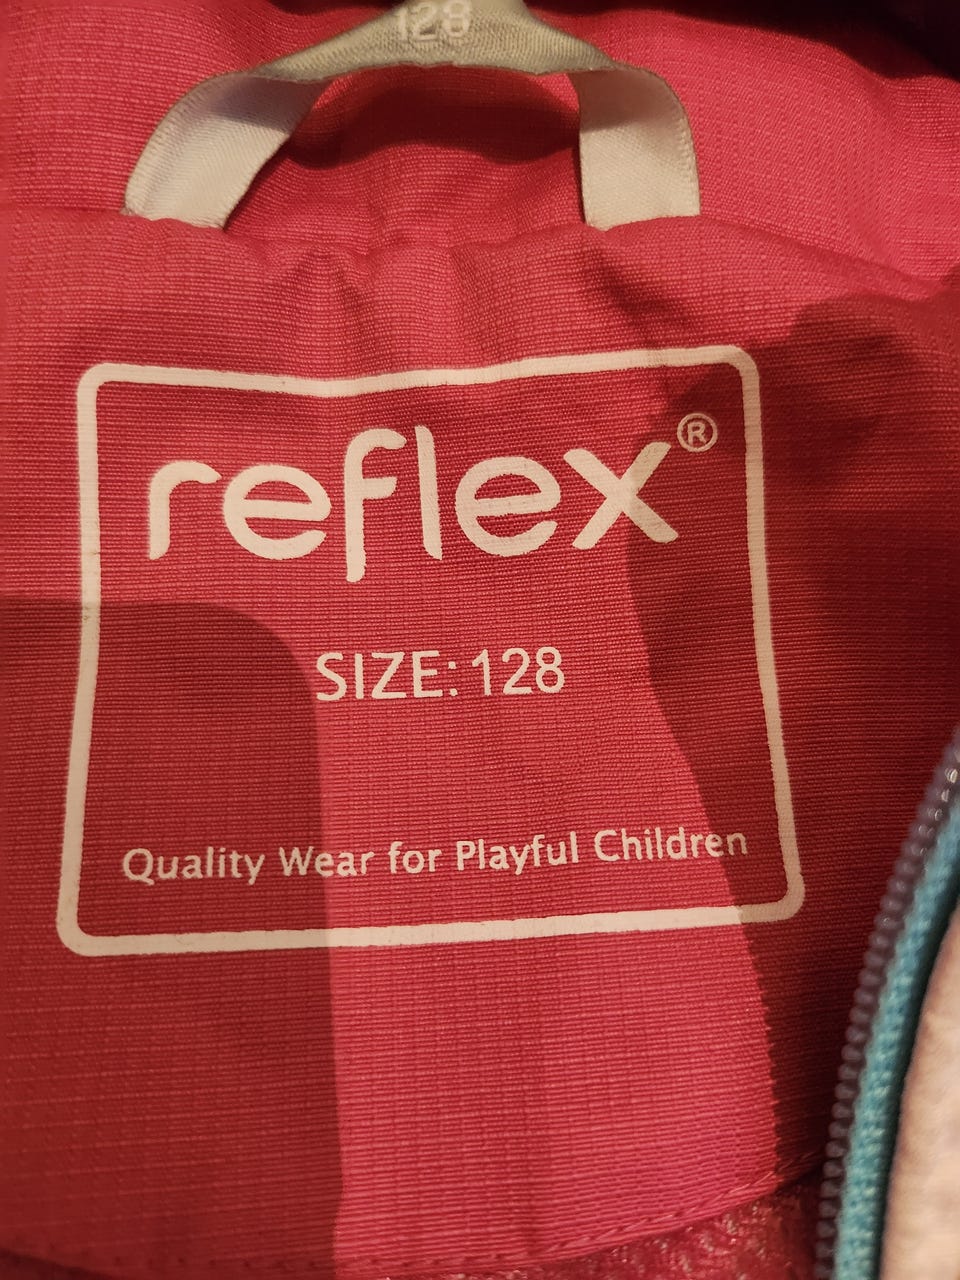 128
reflex®
SIZE: 128
Quality Wear for Playful Children